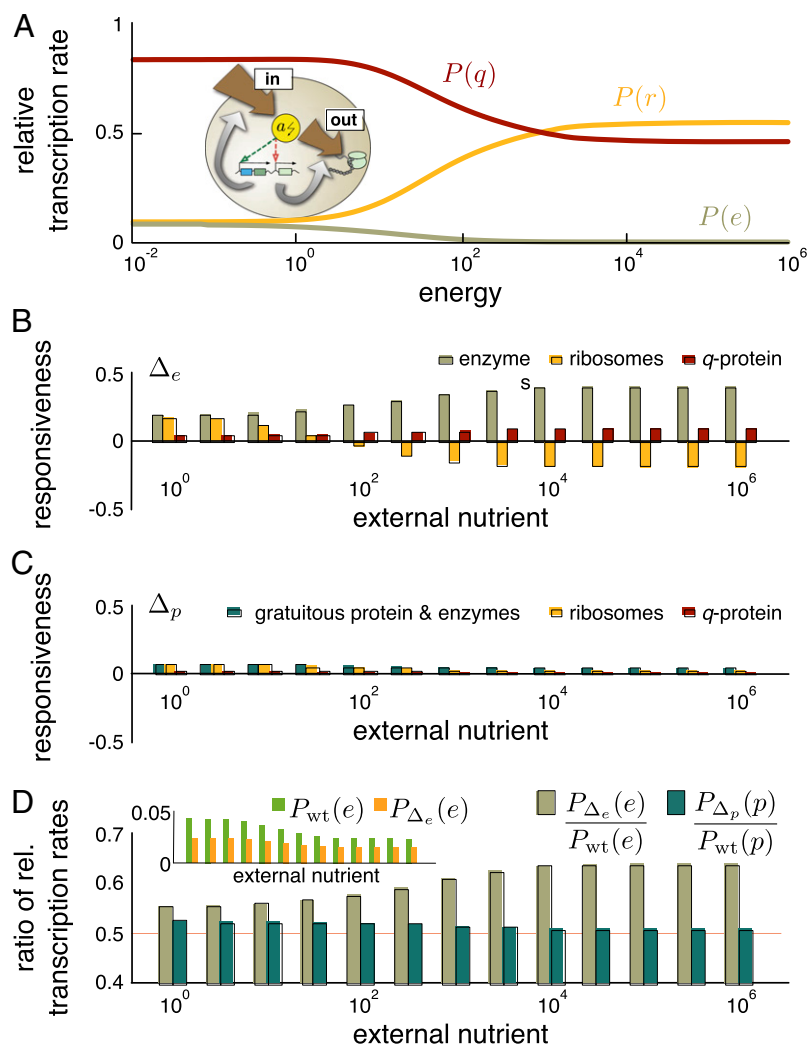 A
relative
transcription rate
1
0.5
0
P(q)
P(r)
P(e)
in
out
a
10^-2
10^0
10^2
10^4
10^6
energy
B
responsiveness
Δ_e
enzyme
s
ribosomes
q-protein
0.5
0
-0.5
10^0
10^2
10^4
10^6
external nutrient
C
responsiveness
Δ_p
gratuitous protein & enzymes
ribosomes
q-protein
0.5
0
-0.5
10^0
10^2
10^4
10^6
external nutrient
D
ratio of rel.
transcription rates
P_wt(e)
P_Δe(e)
0.05
0
external nutrient
P_Δe(e)
P_wt(e)
P_Δp(p)
P_wt(p)
0.7
0.6
0.5
0.4
10^0
10^2
10^4
10^6
external nutrient